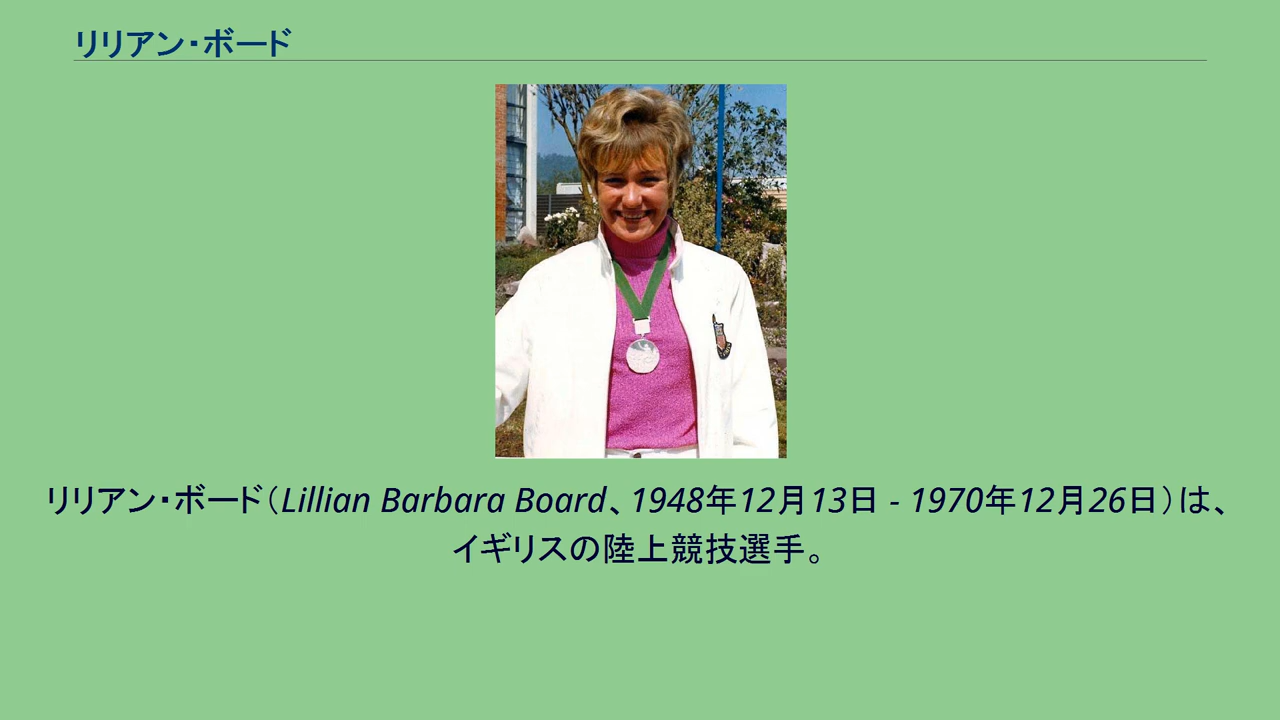 リリアン・ボード
リリアン・ボード（Lillian Barbara Board、1948年12月13日 - 1970年12月26日）は、
イギリスの陸上競技選手。